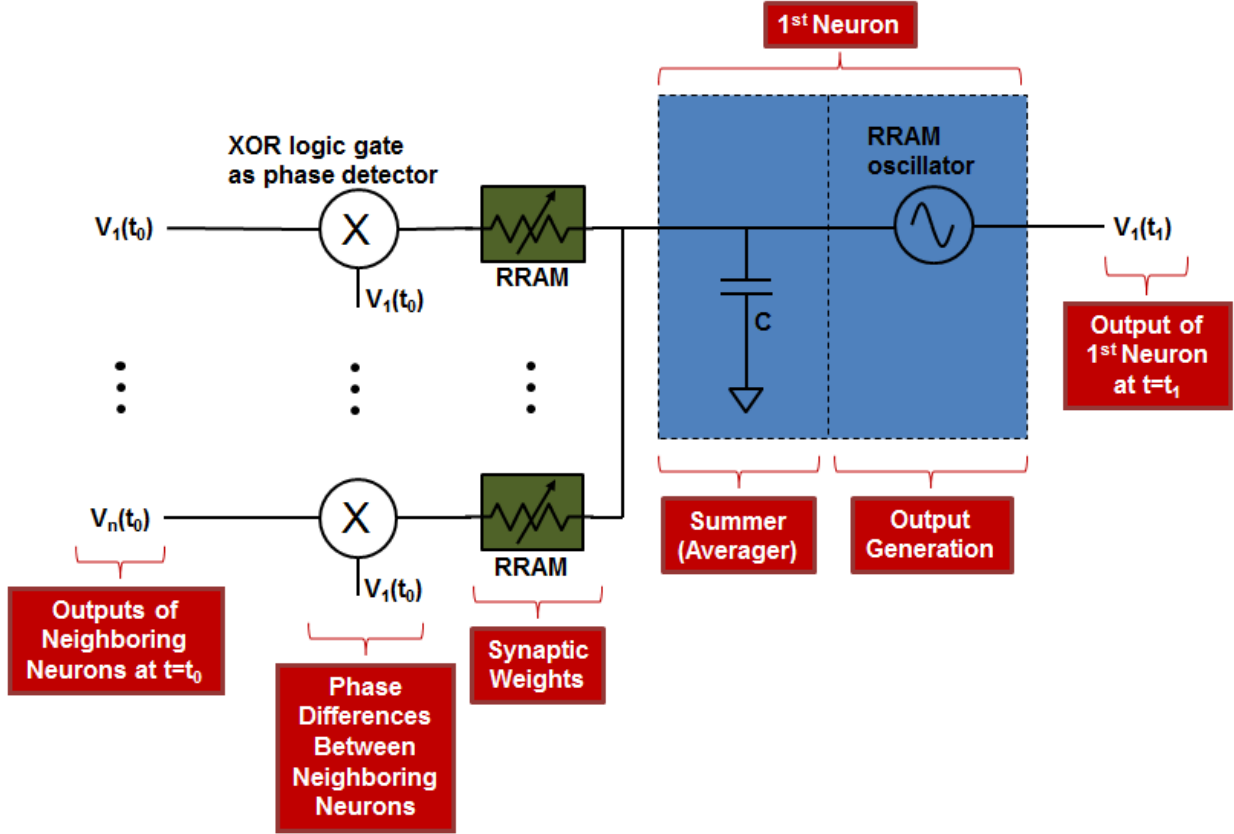 1st Neuron
XOR logic gate
as phase detector
RRAM
oscillator
V1(t0)
X
RRAM
V1(t0)
V1(t1)
C
Output of
1st Neuron
at t=t1
Vn(t0)
X
RRAM
V1(t0)
Summer
(Averager)
Output
Generation
Outputs of
Neighboring
Neurons at t=t0
Phase
Differences
Between
Neighboring
Neurons
Synaptic
Weights